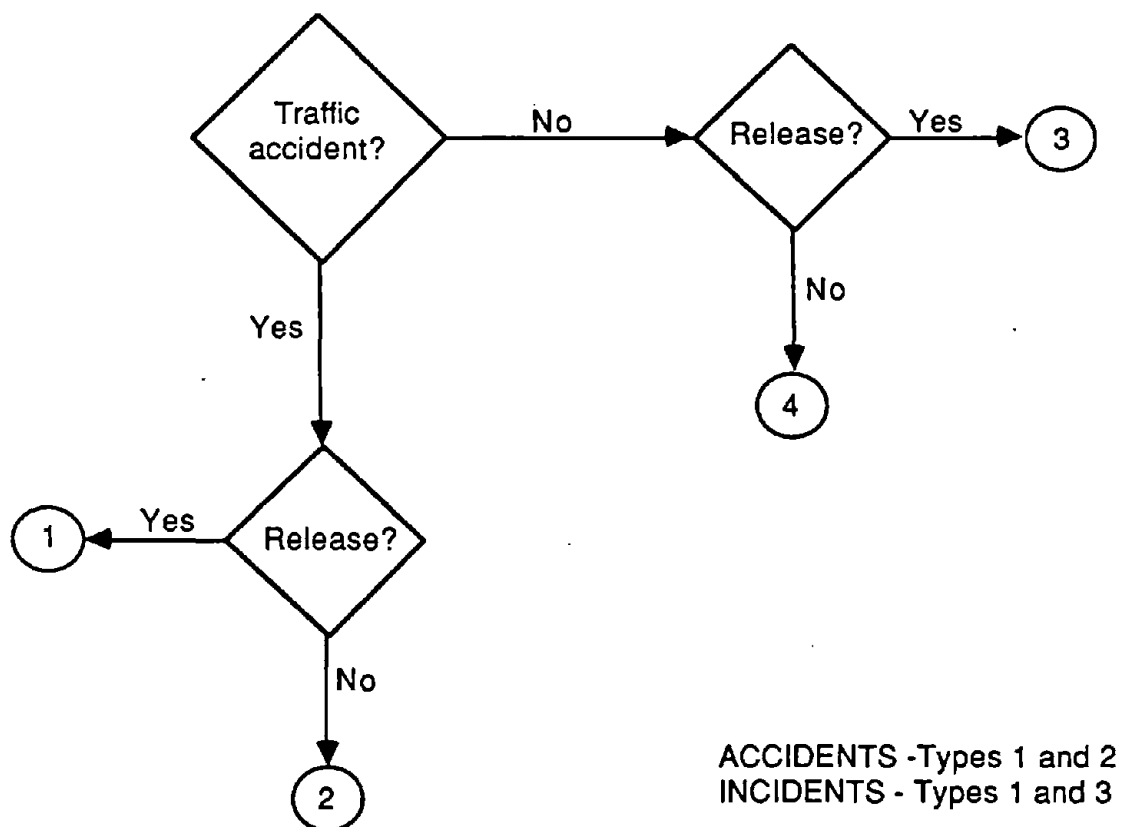 Traffic
accident?
No
Release?
Yes
3
No
4
Yes
Release?
Yes
1
No
2
ACCIDENTS -Types 1 and 2
INCIDENTS - Types 1 and 3